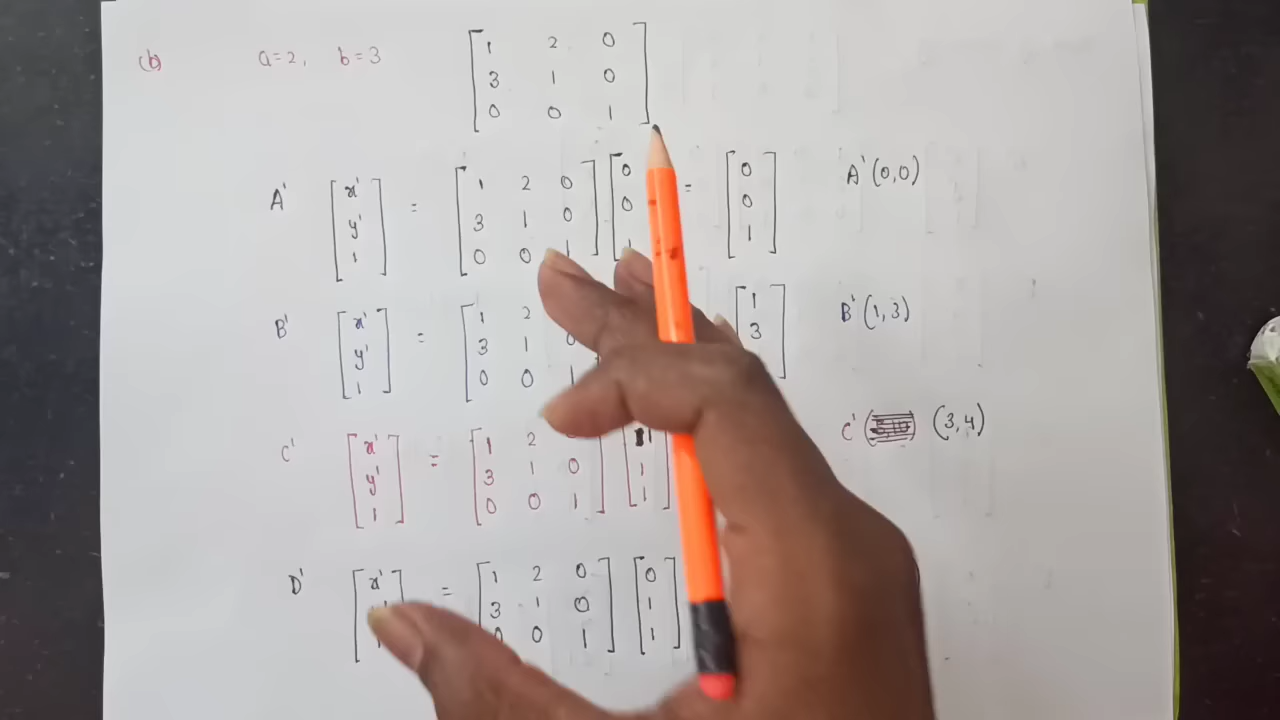 (b) a=2, b=3
1 2 0
3 1 0
0 0 1
A' [x' y' 1] = [1 2 0
3 1 0
0 0 1] [0 0 1] = [0 0 1] A'(0,0)
B' [x' y' 1] = [1 2
3 1 0
0 0 1] [1 3] B'(1,3)
C' [x' y' 1] = [1 2
3 1 0
0 0 1] [1 1 1] C' (3,4)
D' [x'] = [1 2 0
3 1 0
0 0 1] [0 1 1]